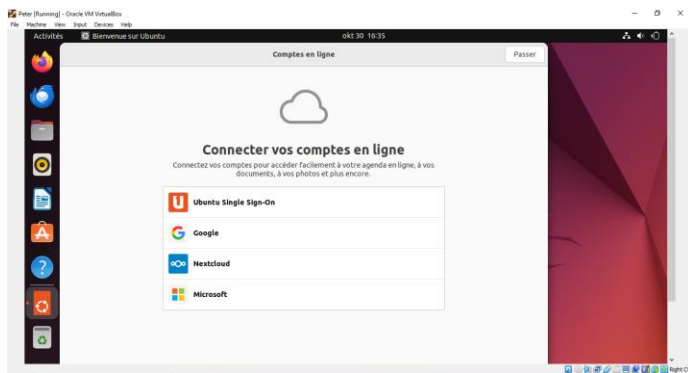 Peter [Running] - Oracle VM VirtualBox
File Machine View Input Devices Help
Activités Bienvenue sur Ubuntu okt 30 16:35
Comptes en ligne Passer
Connecter vos comptes en ligne
Connectez vos comptes pour accéder facilement à votre agenda en ligne, à vos
documents, à vos photos et plus encore.
Ubuntu Single Sign-On
Google
Nextcloud
Microsoft